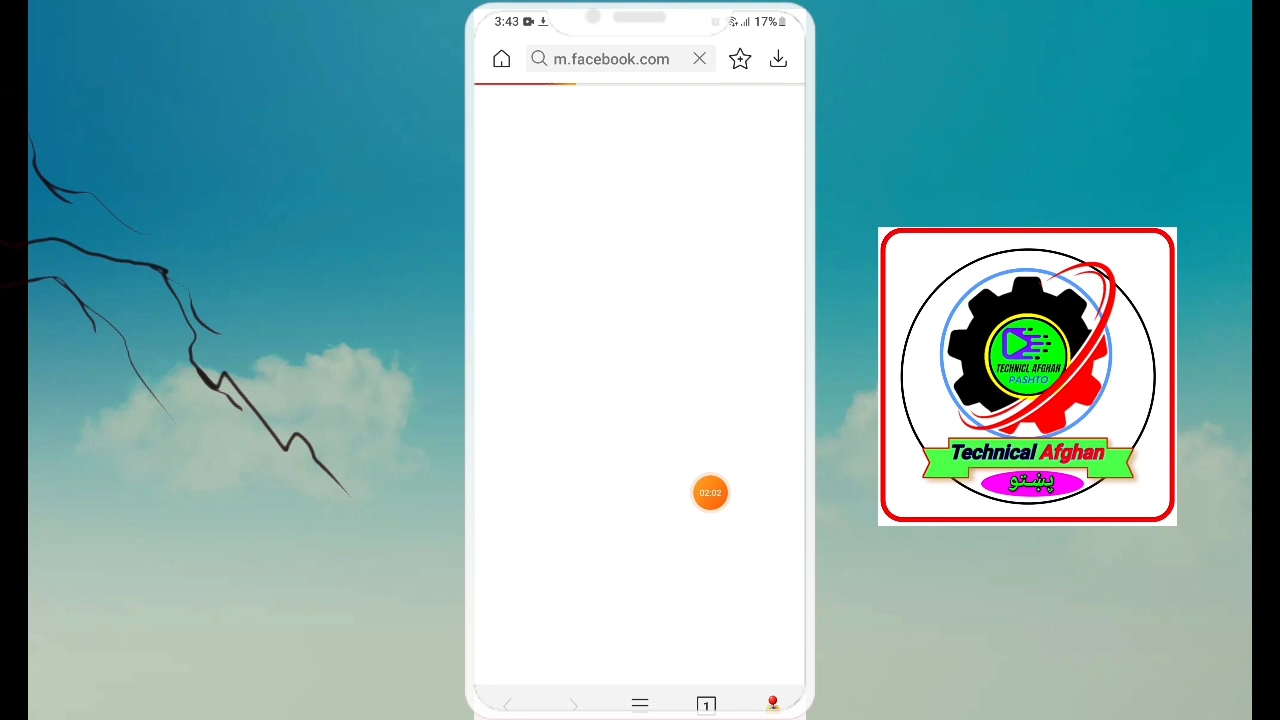 3:43
17%
m.facebook.com
02:02
1
TECHNICL AFGHAN
PASHTO
Technical Afghan
پښتو